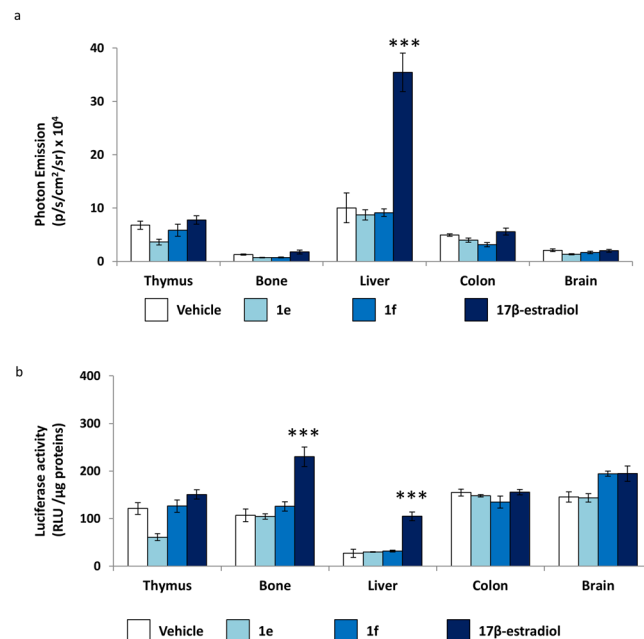 a
***
40
30
20
10
0
Photon Emission
(p/s/cm²/sr) x 10⁴
Thymus Bone Liver Colon Brain
Vehicle 1e 1f 17β-estradiol
b
400
300
200
100
0
Luciferase activity
(RLU /µg proteins)
***
***
Thymus Bone Liver Colon Brain
Vehicle 1e 1f 17β-estradiol